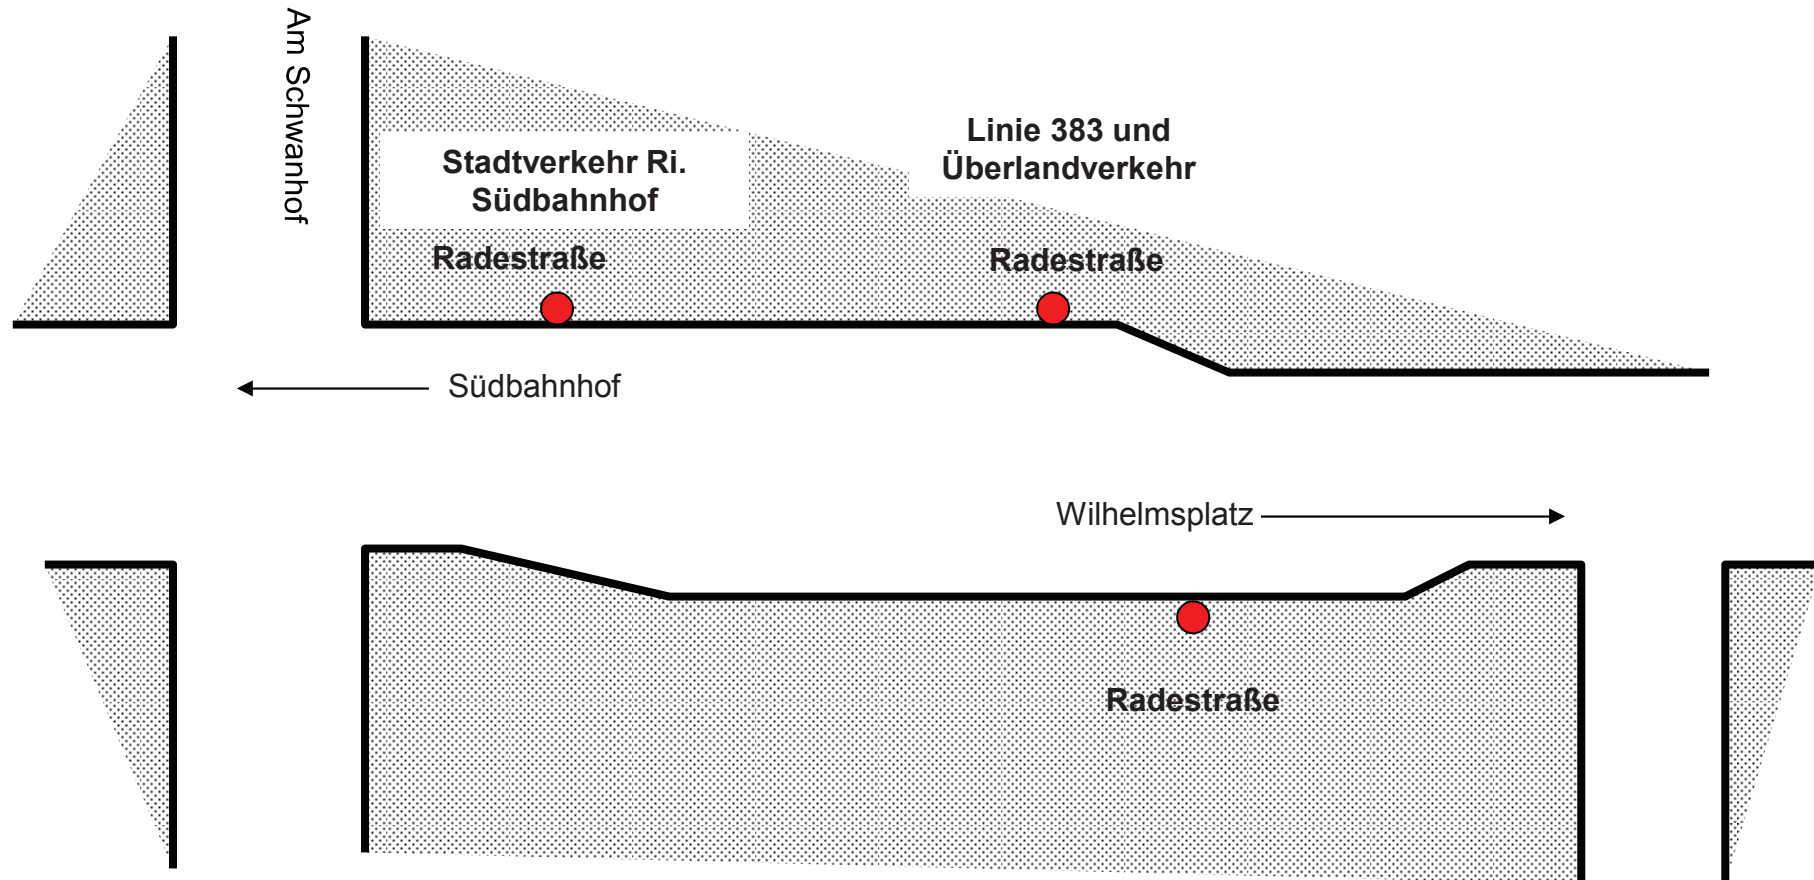 Am Schwanhof
Stadtverkehr Ri.
Südbahnhof
Linie 383 und
Überlandverkehr
Radestraße
Radestraße
Südbahnhof
Wilhelmsplatz
Radestraße